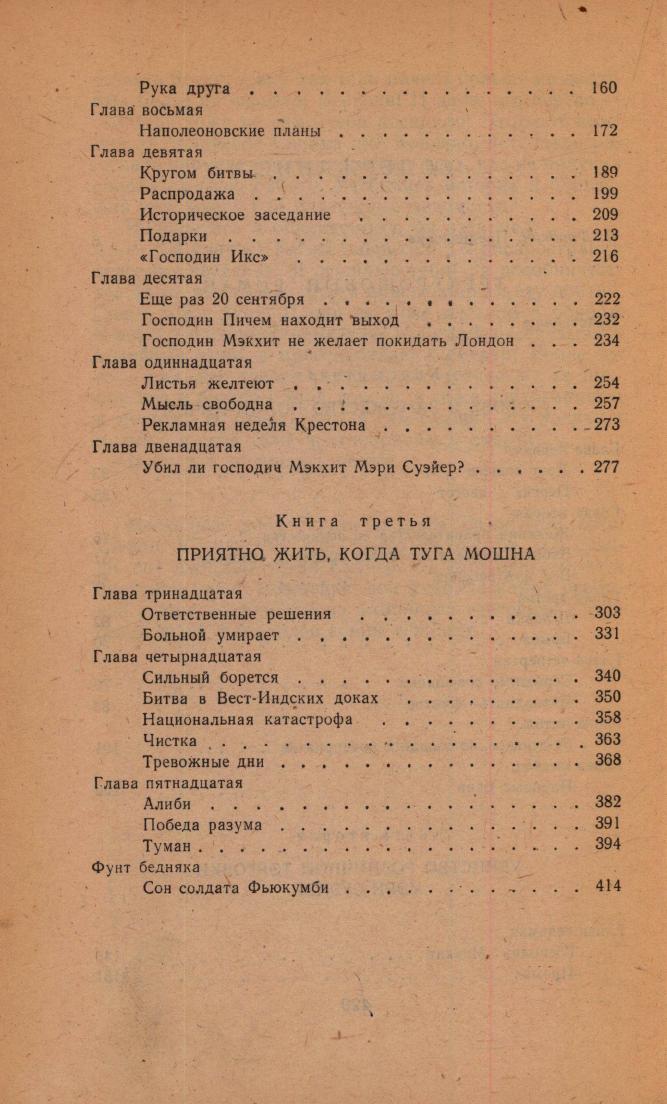 Рука друга . . . . . . . . . . . . . . . . 160
Глава восьмая
Наполеоновские планы . . . . . . . . . . . . 172
Глава девятая
Кругом битвы . . . . . . . . . . . . . . . 189
Распродажа . . . . . . . . . . . . . . . . 199
Историческое заседание . . . . . . . . . . . 209
Подарки . . . . . . . . . . . . . . . . . 213
«Господин Икс» . . . . . . . . . . . . . . 216
Глава десятая
Еще раз 20 сентября . . . . . . . . . . . . . 222
Господин Пичем находит выход . . . . . . . . 232
Господин Мэкхит не желает покидать Лондон . . . 234
Глава одиннадцатая
Листья желтеют . . . . . . . . . . . . . . 254
Мысль свободна . . . . . . . . . . . . . . 257
Рекламная неделя Крестона . . . . . . . . . . 273
Глава двенадцатая
Убил ли господин Мэкхит Мэри Суэйер? . . . . . . 277
Книга третья
ПРИЯТНО ЖИТЬ, КОГДА ТУГА МОШНА
Глава тринадцатая
Ответственные решения . . . . . . . . . . . 303
Больной умирает . . . . . . . . . . . . . . 331
Глава четырнадцатая
Сильный борется . . . . . . . . . . . . . . 340
Битва в Вест-Индских доках . . . . . . . . . 350
Национальная катастрофа . . . . . . . . . . 358
Чистка . . . . . . . . . . . . . . . . . . 363
Тревожные дни . . . . . . . . . . . . . . . 368
Глава пятнадцатая
Алиби . . . . . . . . . . . . . . . . . . 382
Победа разума . . . . . . . . . . . . . . . 391
Туман . . . . . . . . . . . . . . . . . . 394
Фунт бедняка
Сон солдата Фьюкумби . . . . . . . . . . . . 414